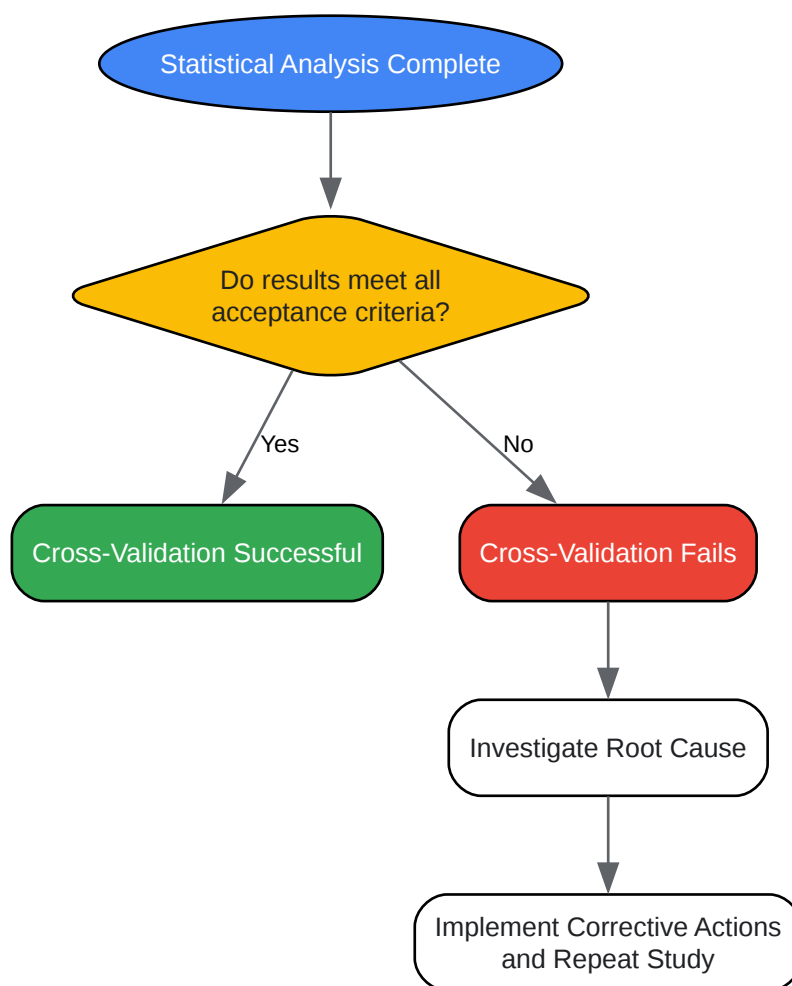 Statistical Analysis Complete
Do results meet all
acceptance criteria?
Yes
No
Cross-Validation Successful
Cross-Validation Fails
Investigate Root Cause
Implement Corrective Actions
and Repeat Study